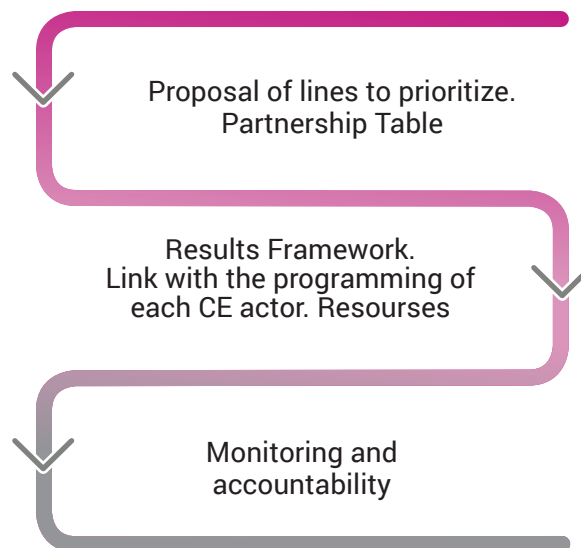 Proposal of lines to prioritize.
Partnership Table
Results Framework.
Link with the programming of
each CE actor. Resourses
Monitoring and
accountability